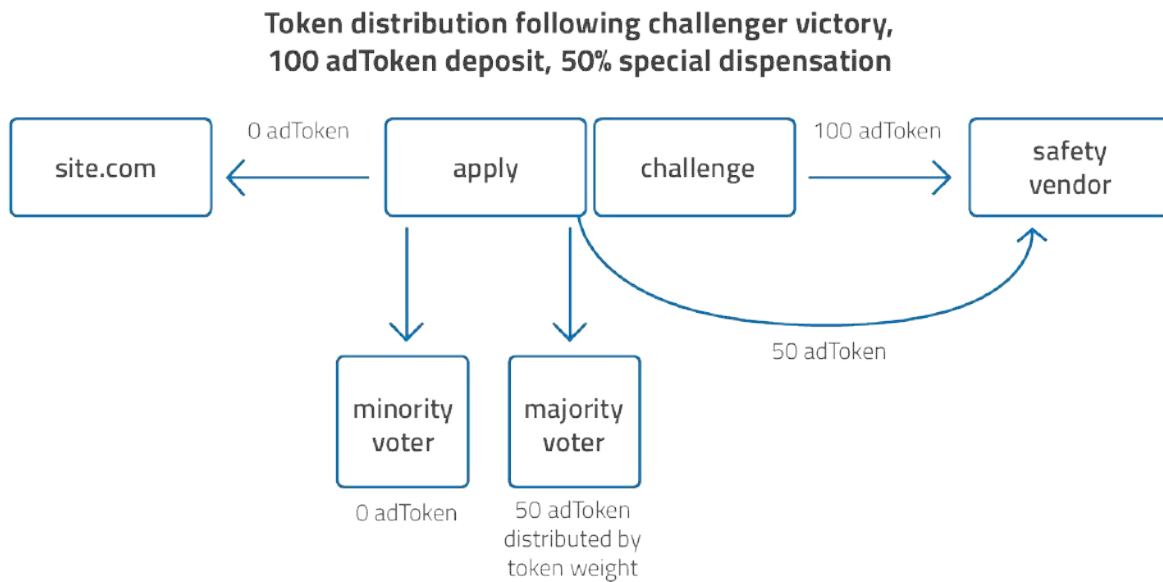 Token distribution following challenger victory,
100 adToken deposit, 50% special dispensation
site.com
0 adToken
apply
challenge
100 adToken
safety
vendor
50 adToken
minority
voter
majority
voter
0 adToken
50 adToken
distributed by
token weight